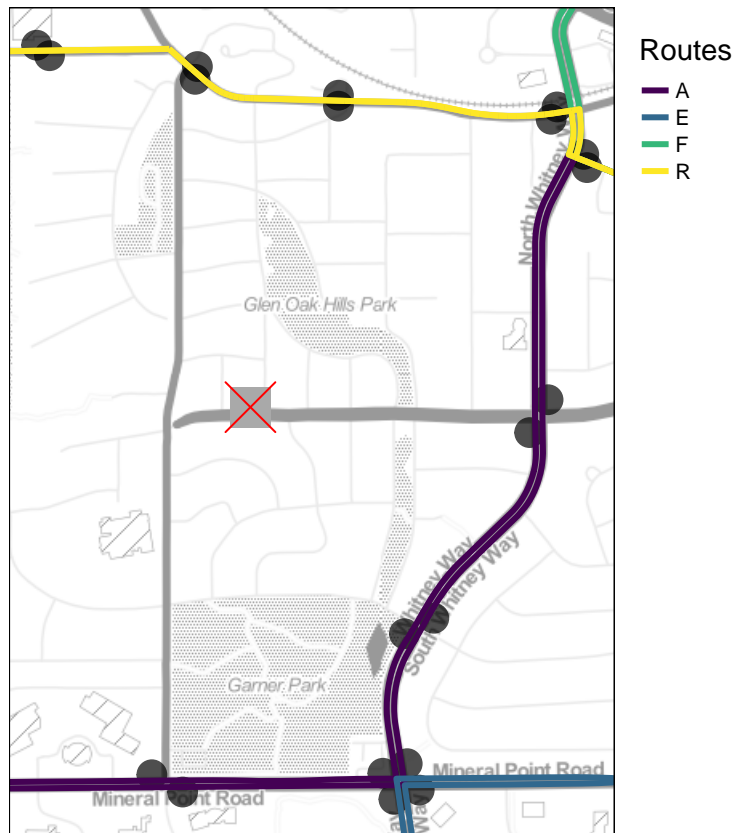 Routes
A
E
F
R
North Whitney W
Glen Oak Hills Park
Whitney Way
South Whitney Way
Garner Park
Mineral Point Road
Mineral Point Road
Way